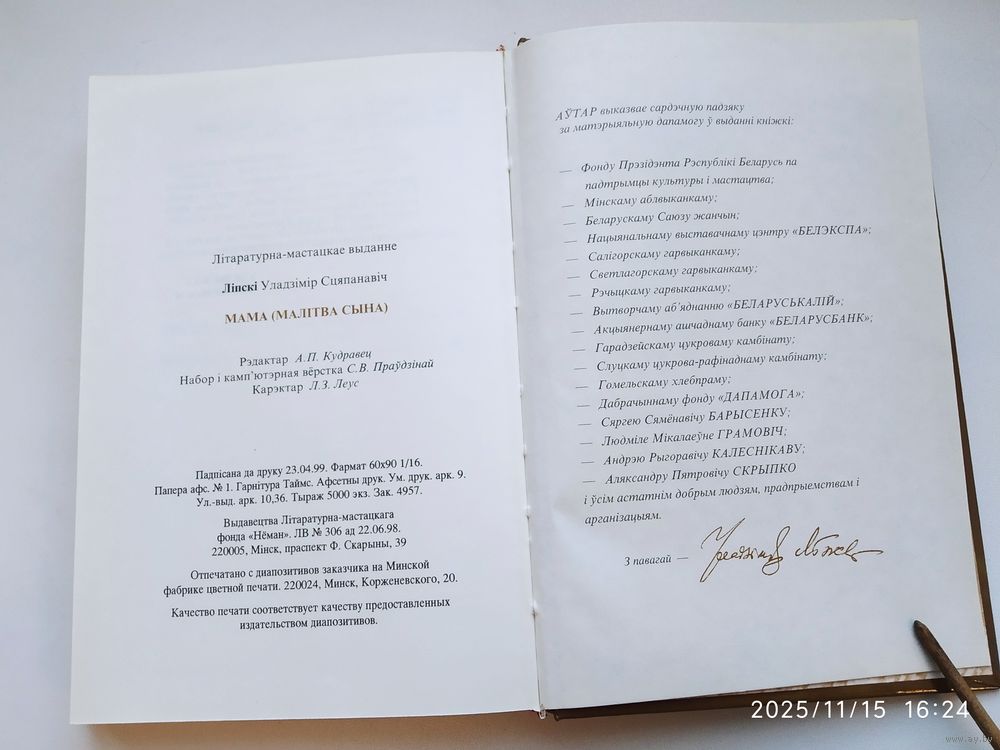 Літаратурна-мастацкае выданне
Ліпскі Уладзімір Сцяпанавіч
МАМА (МАЛІТВА СЫНА)
Рэдактар А.П. Кудравец
Набор і камп'ютэрная вёрстка С.В. Праўдзінай
Карэктар Л.З. Леус
Падпісана да друку 23.04.99. Фармат 60х90 1/16.
Папера афс. № 1. Гарнітура Таймс. Афсетны друк. Ум. друк. арк. 9.
Ул.-выд. арк. 10,36. Тыраж 5000 экз. Зак. 4957.
Выдавецтва Літаратурна-мастацкага
фонда «Нёман». ЛВ № 306 ад 22.06.98.
220005, Мінск, праспект Ф. Скарыны, 39
Отпечатано с диапозитивов заказчика на Минской
фабрике цветной печати. 220024, Минск, Корженевского, 20.
Качество печати соответствует качеству предоставленных
издательством диапозитивов.
АЎТАР выказвае сардэчную падзяку
за матэрыяльную дапамогу ў выданні кніжкі:
— Фонду Прэзідэнта Рэспублікі Беларусь па
падтрымцы культуры і мастацтва;
— Мінскаму аблвыканкаму;
— Беларускаму Саюзу жанчын;
— Нацыянальнаму выставачнаму цэнтру «БЕЛЭКСПА»;
— Салігорскаму гарвыканкаму;
— Светлагорскаму гарвыканкаму;
— Рэчыцкаму гарвыканкаму;
— Вытворчаму аб'яднанню «БЕЛАРУСЬКАЛІЙ»;
— Акцыянернаму ашчаднаму банку «БЕЛАРУСБАНК»;
— Гарадзейскаму цукроваму камбінату;
— Слуцкаму цукрова-рафінаднаму камбінату;
— Гомельскаму хлебпраму;
— Дабрачыннаму фонду «ДАПАМОГА»;
— Сяргею Сямёнавічу БАРЫСЕНКУ;
— Людміле Мікалаеўне ГРАМОВІЧ;
— Андрэю Рыгоравічу КАЛЕСНІКАВУ;
— Аляксандру Пятровічу СКРЫПКО
і ўсім астатнім добрым людзям, прадпрыемствам і
арганізацыям.
З павагай —
2025/11/15 16:24
www.ay.by